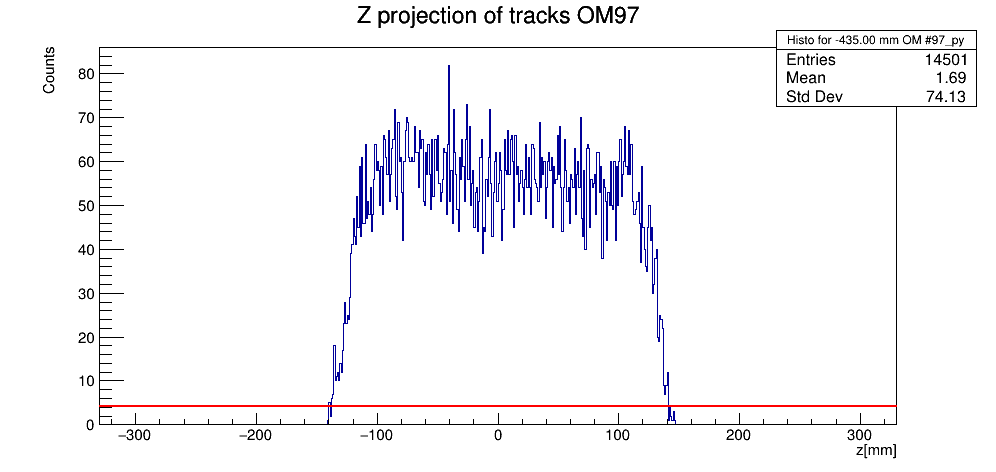 Z projection of tracks OM97
Histo for -435.00 mm OM #97_py
Entries 14501
Mean 1.69
Std Dev 74.13
Counts
80
70
60
50
40
30
20
10
0
−300 −200 −100 0 100 200 300
z[mm]